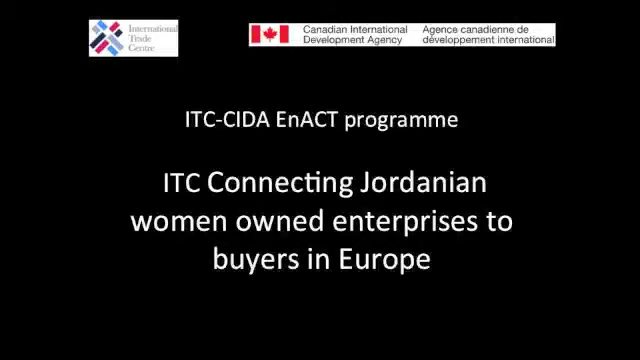 International
Trade
Centre
Canadian International
Development Agency
Agence canadienne de
développement international
ITC-CIDA EnACT programme
ITC Connecting Jordanian
women owned enterprises to
buyers in Europe